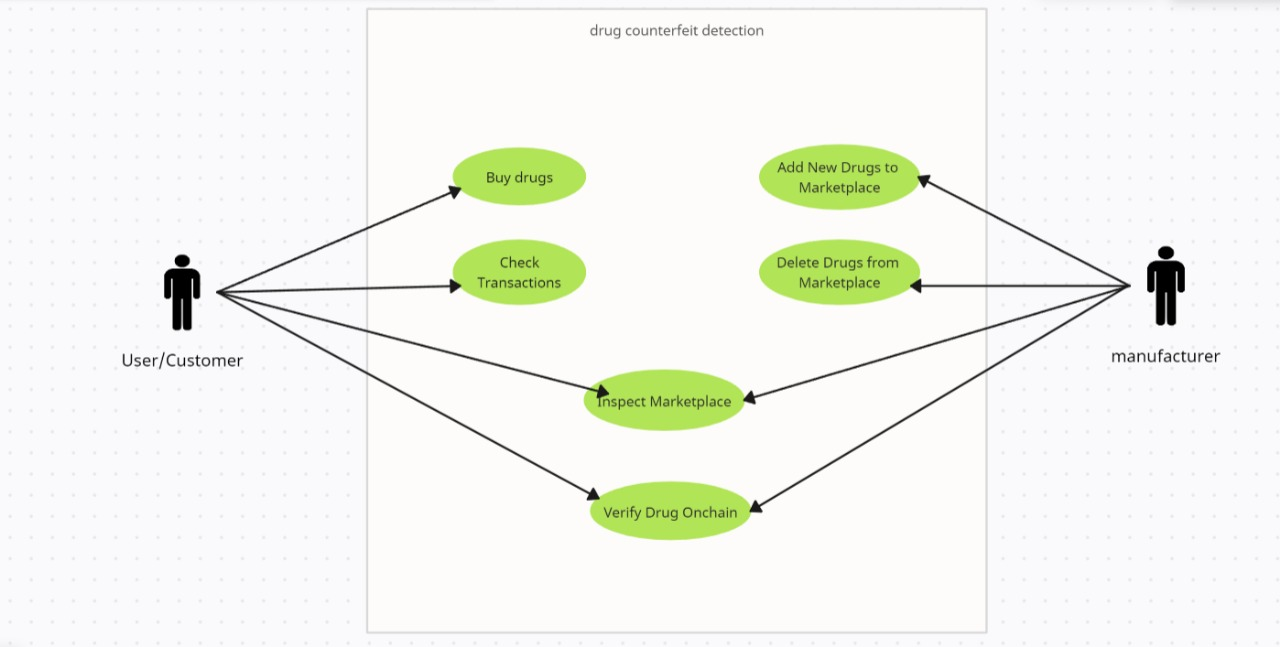 drug counterfeit detection
Buy drugs
Add New Drugs to
Marketplace
Check
Transactions
Delete Drugs from
Marketplace
User/Customer
manufacturer
Inspect Marketplace
Verify Drug Onchain